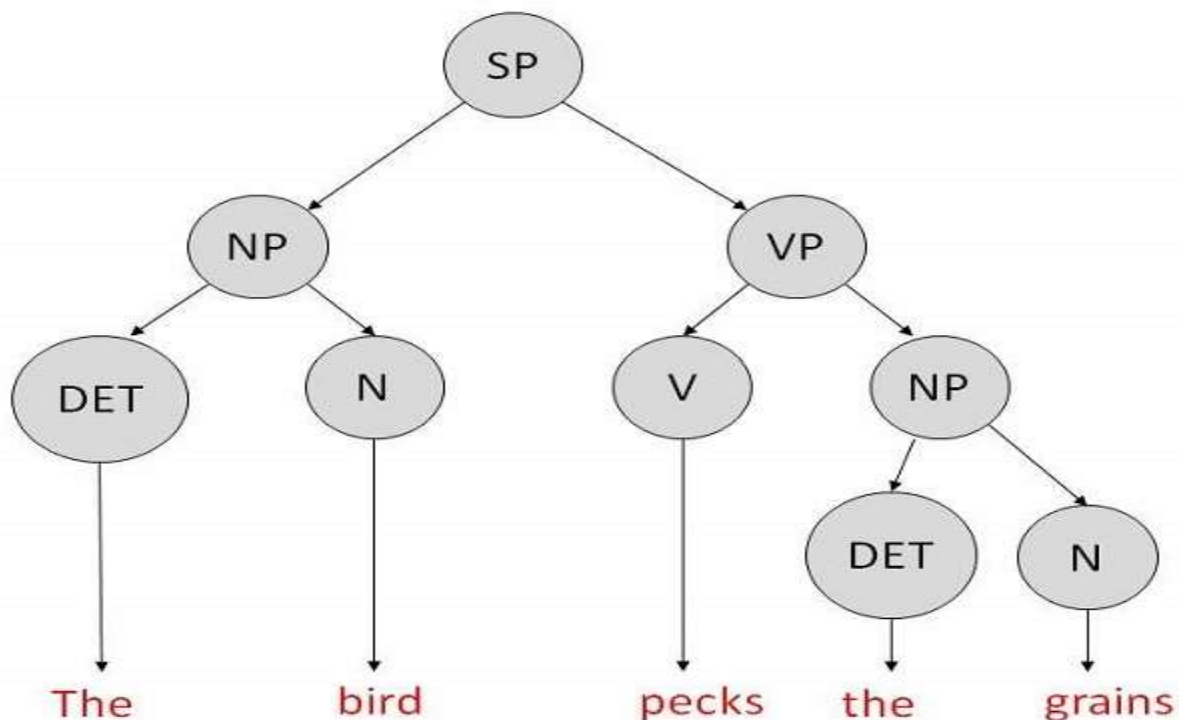 SP
NP VP
DET N V NP
DET N
The bird pecks the grains